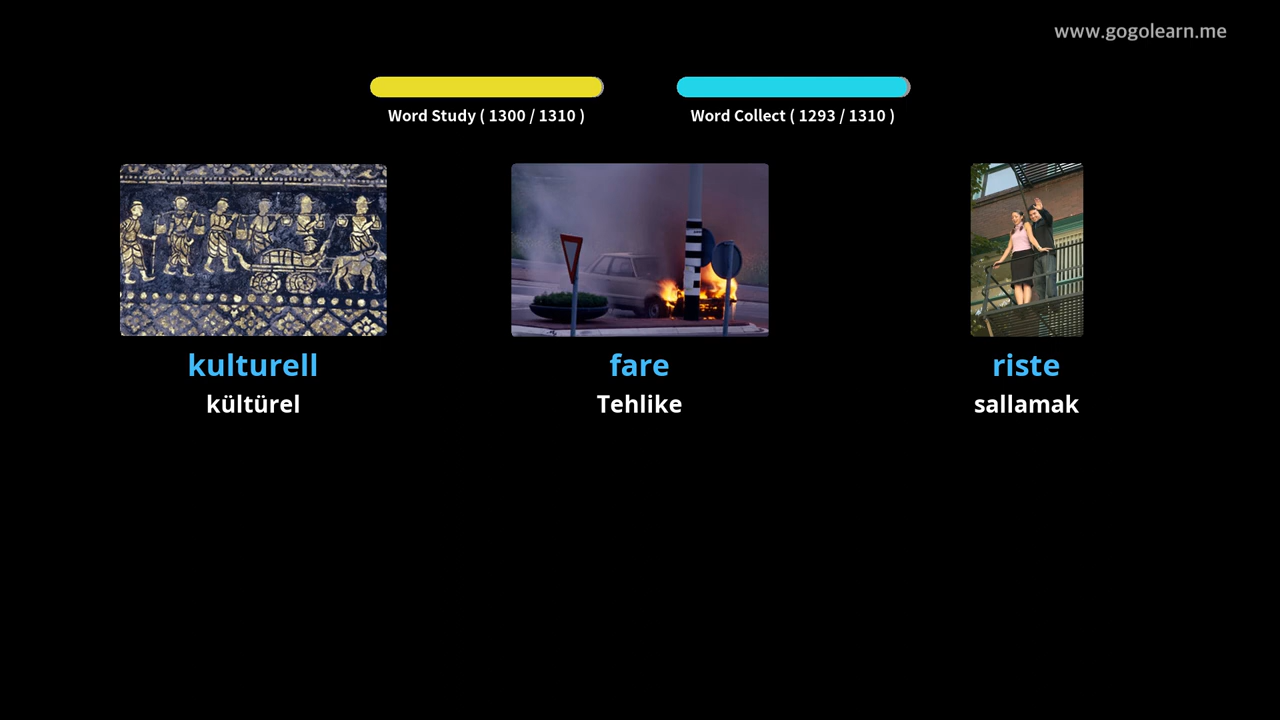 www.gogolearn.me
Word Study ( 1300 / 1310 )
Word Collect ( 1293 / 1310 )
kulturell
kültürel
fare
Tehlike
riste
sallamak